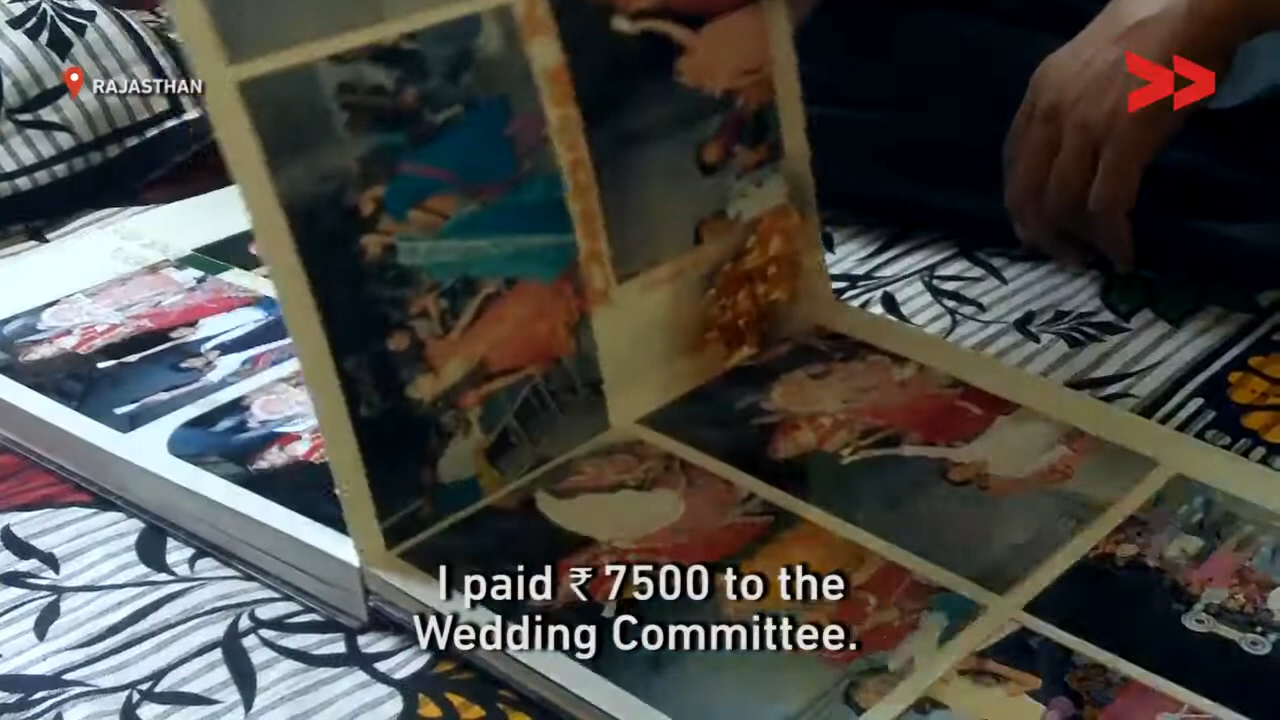 RAJASTHAN
I paid ₹ 7500 to the
Wedding Committee.